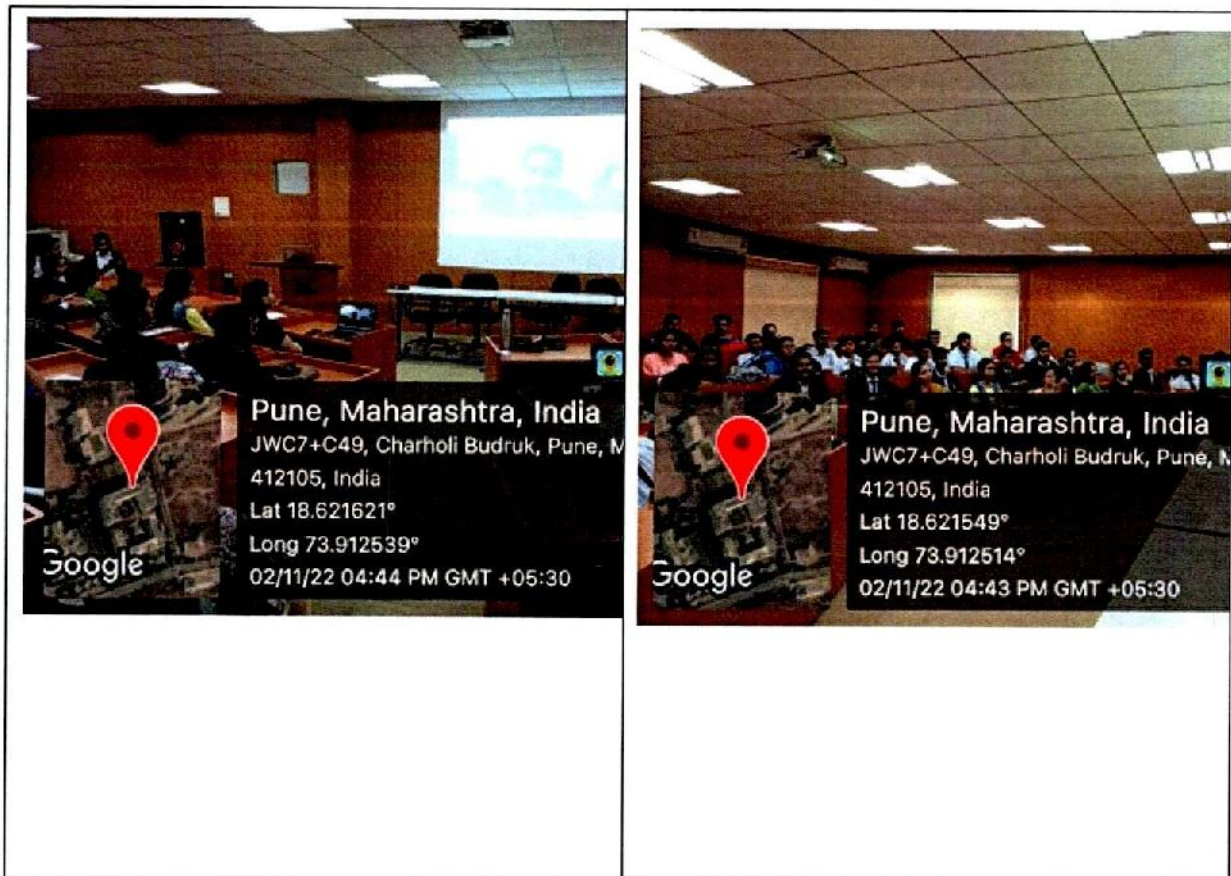 Pune, Maharashtra, India
JWC7+C49, Charholi Budruk, Pune, M
412105, India
Lat 18.621621°
Long 73.912539°
02/11/22 04:44 PM GMT +05:30
Google
Pune, Maharashtra, India
JWC7+C49, Charholi Budruk, Pune, M
412105, India
Lat 18.621549°
Long 73.912514°
02/11/22 04:43 PM GMT +05:30
Google